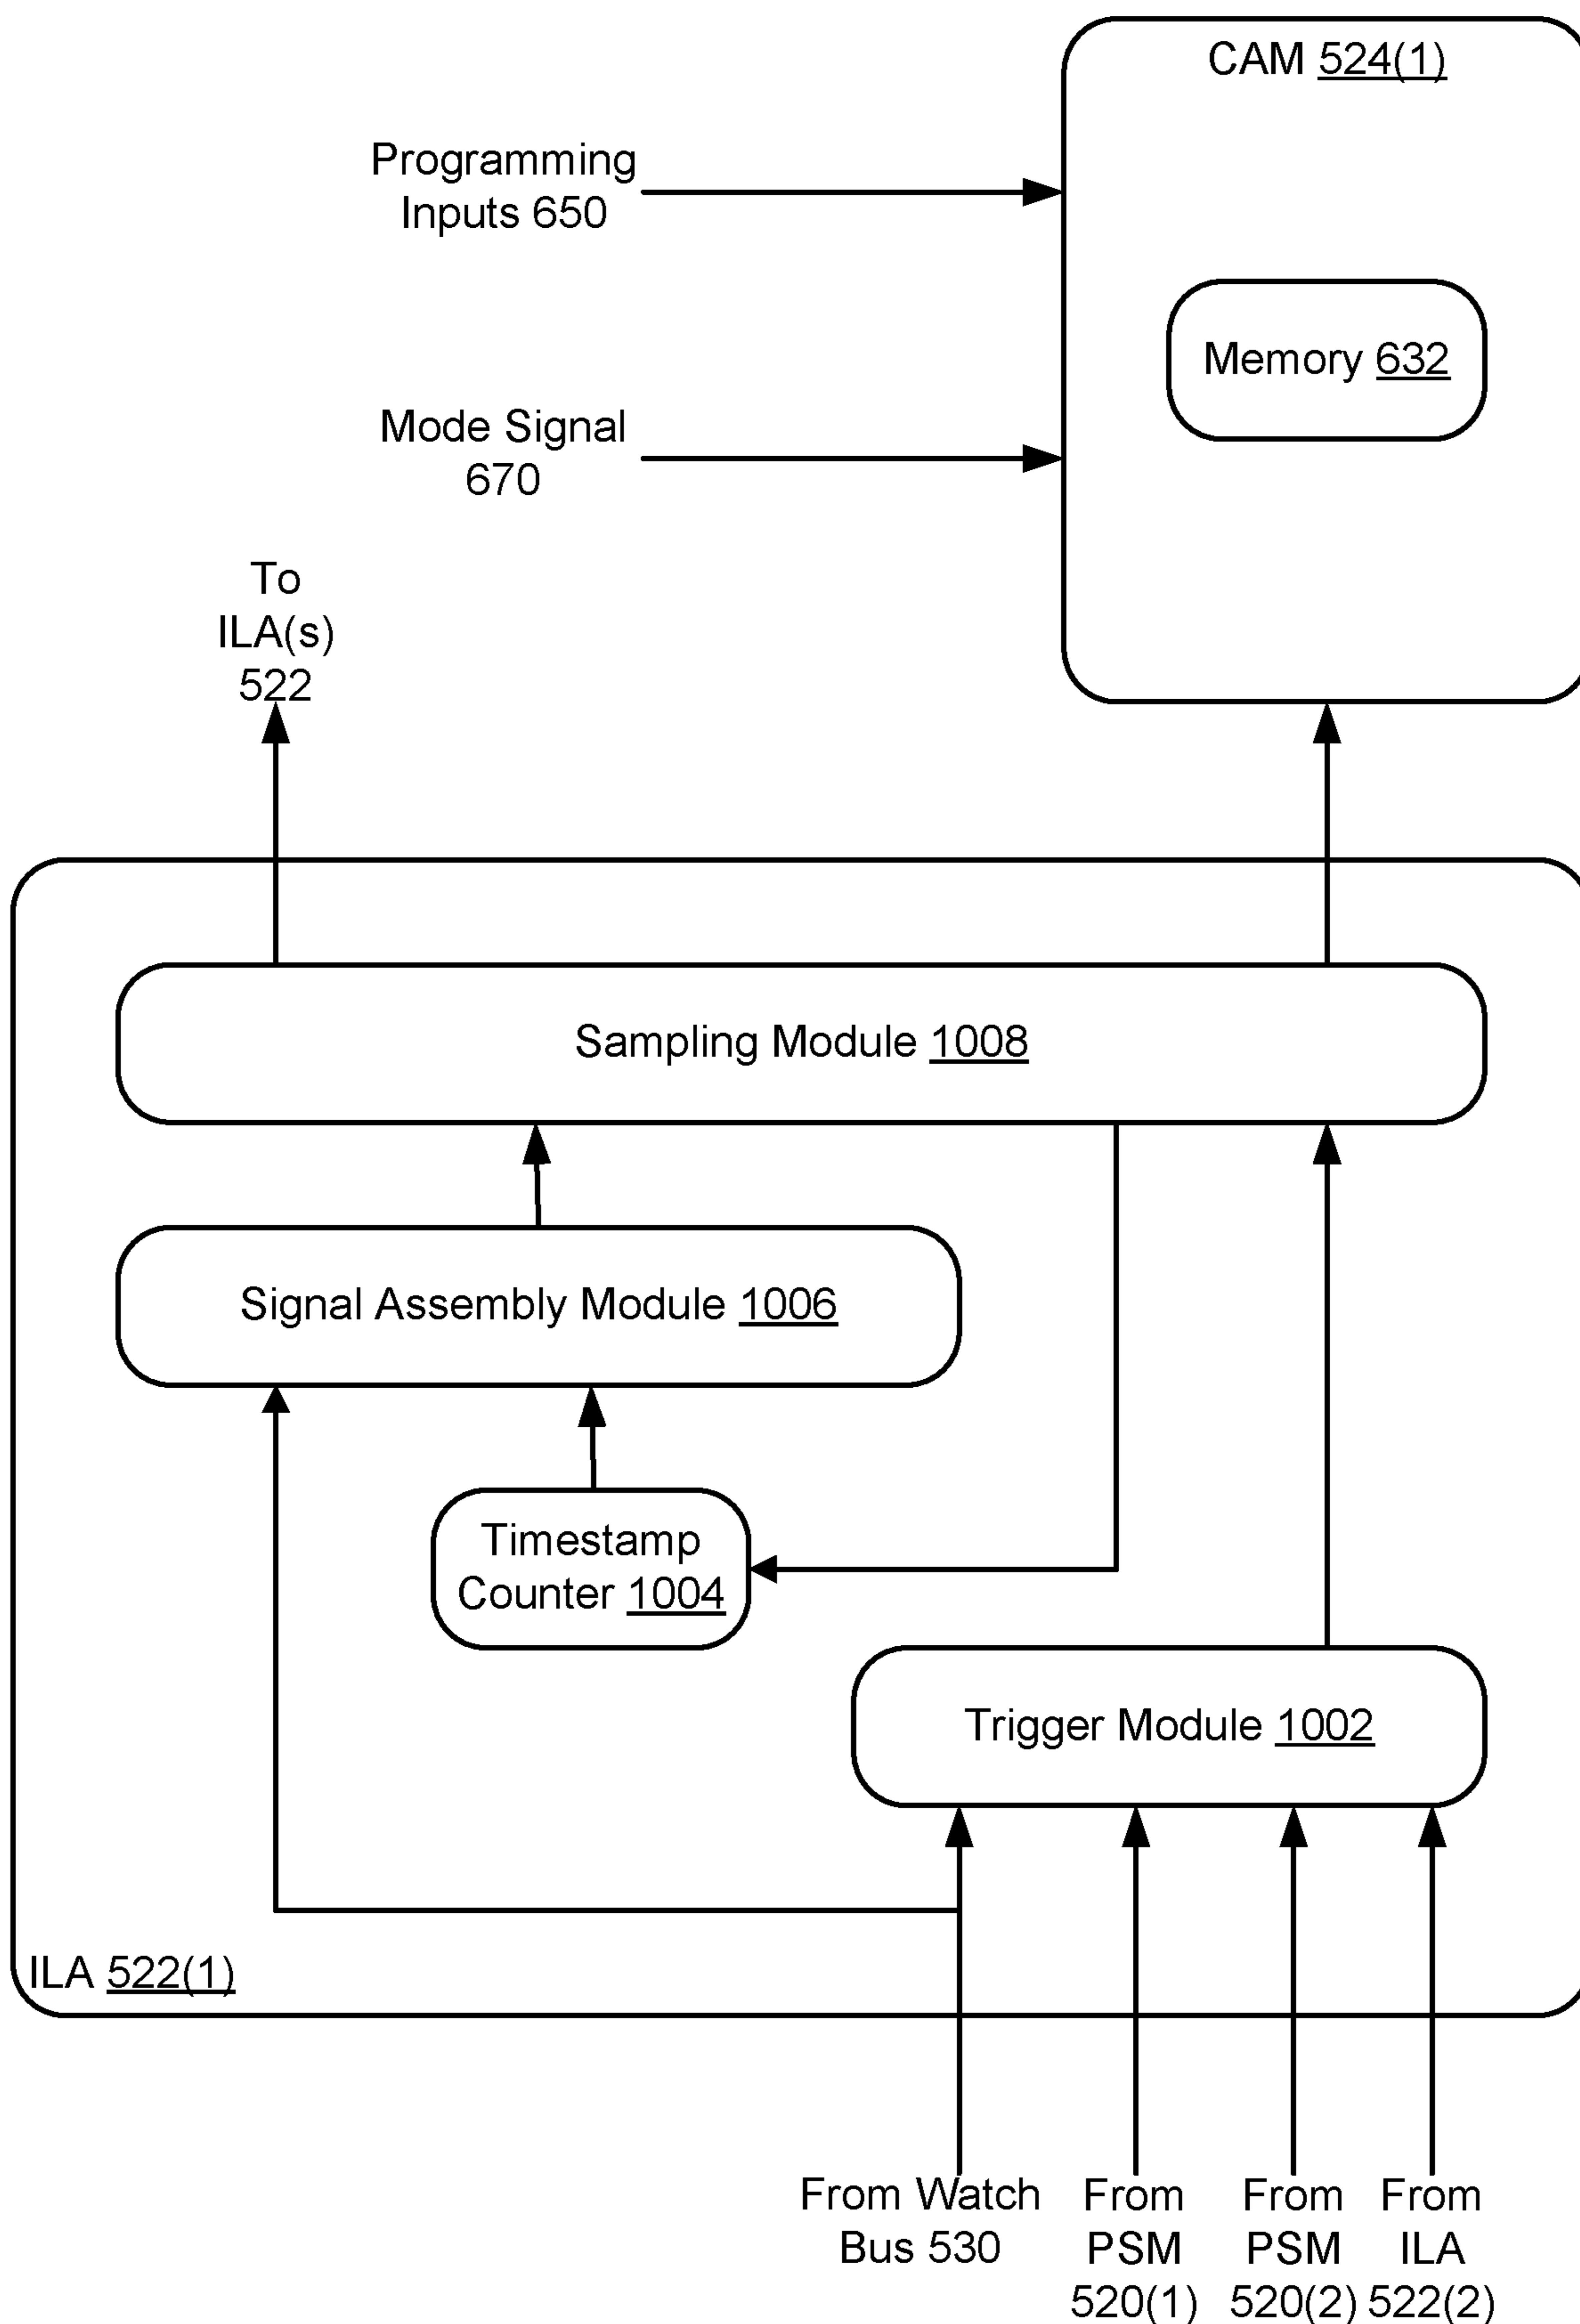 CAM 524(1)
Programming
Inputs 650
Memory 632
Mode Signal
670
To
ILA(s)
522
Sampling Module 1008
Signal Assembly Module 1006
Timestamp
Counter 1004
Trigger Module 1002
ILA 522(1)
From Watch
Bus 530
From
PSM
520(1)
From
PSM
520(2)
From
ILA
522(2)